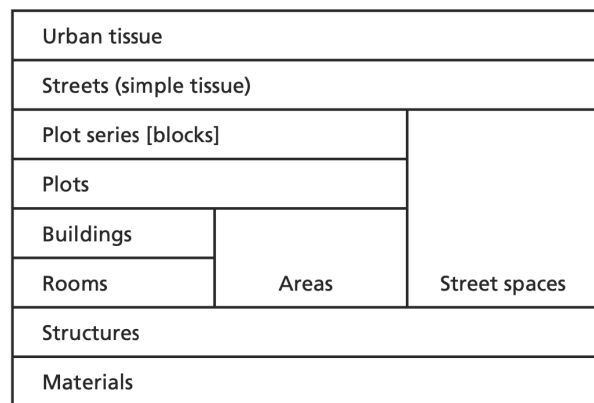 Urban tissue
Streets (simple tissue)
Plot series [blocks]
Plots
Buildings
Rooms
Areas
Street spaces
Structures
Materials